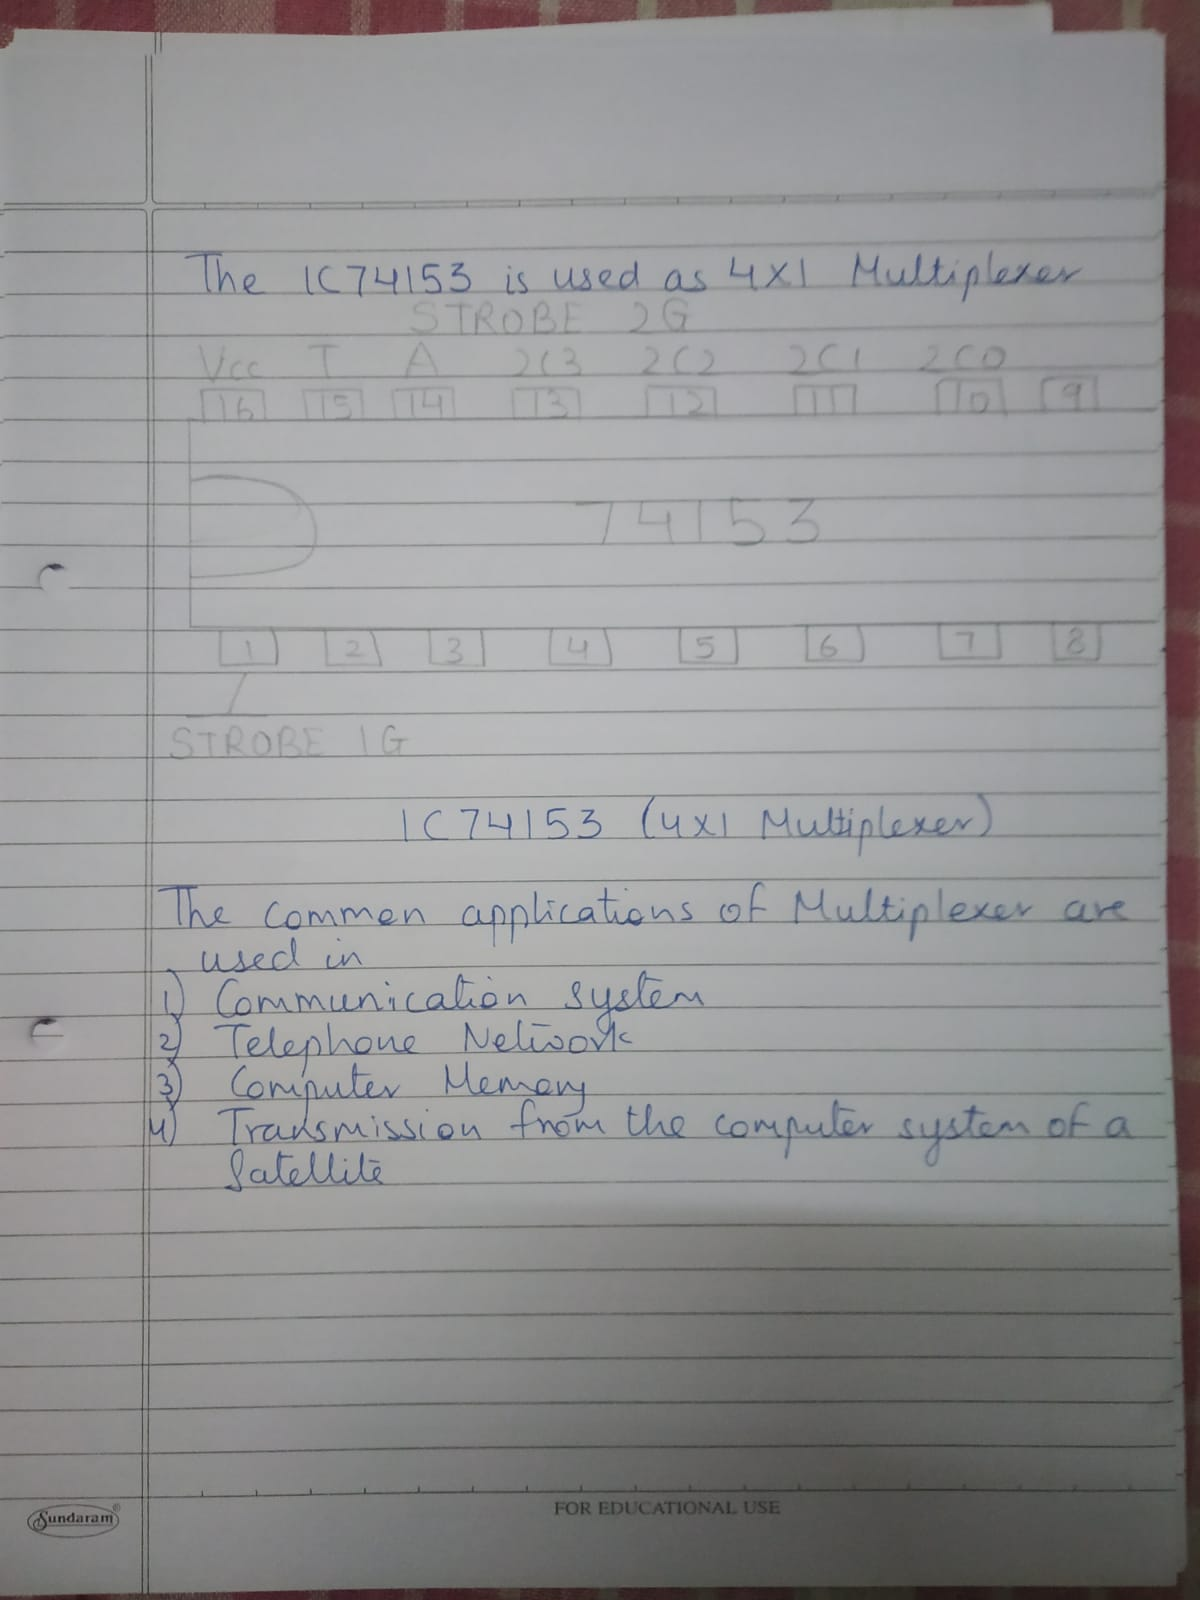 The IC74153 is used as 4x1 Multiplexer
STROBE 2G
Vcc T A 2C3 2C2 2C1 2C0
16 15 14 13 12 11 10 9
74153
1 2 3 4 5 6 7 8
STROBE 1G
IC74153 (4x1 Multiplexer)
The common applications of Multiplexer are
used in
1) Communication system
2) Telephone Network
3) Computer Memory
4) Transmission from the computer system of a
Satellite
Sundaram
FOR EDUCATIONAL USE